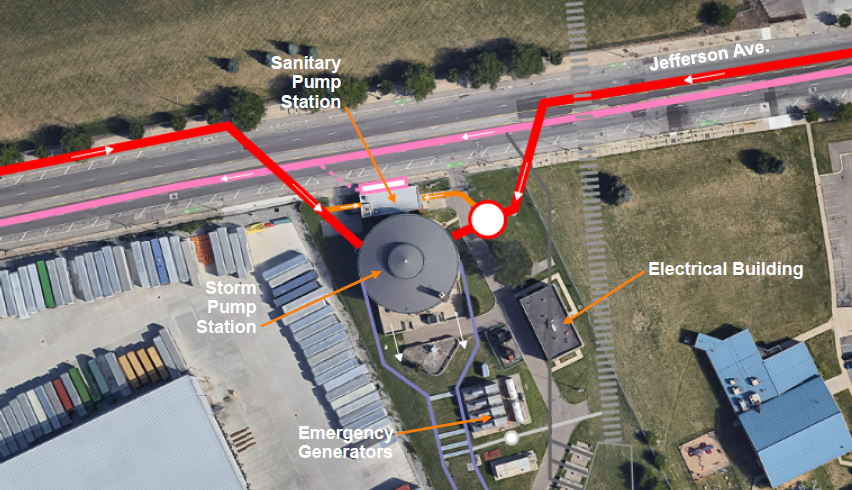 Jefferson Ave.
Sanitary
Pump
Station
Electrical Building
Storm
Pump
Station
Emergency
Generators